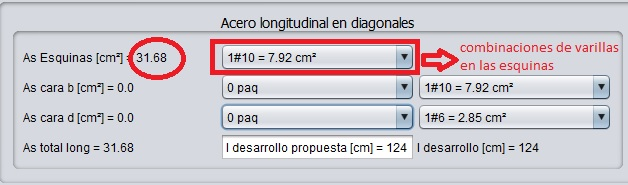 Acero longitudinal en diagonales
As Esquinas [cm²] = 31.68 1#10 = 7.92 cm² combinaciones de varillas
en las esquinas
As cara b [cm²] = 0.0 0 paq 1#10 = 7.92 cm²
As cara d [cm²] = 0.0 0 paq 1#6 = 2.85 cm²
As total long = 31.68 l desarrollo propuesta [cm] = 124 l desarrollo [cm] = 124